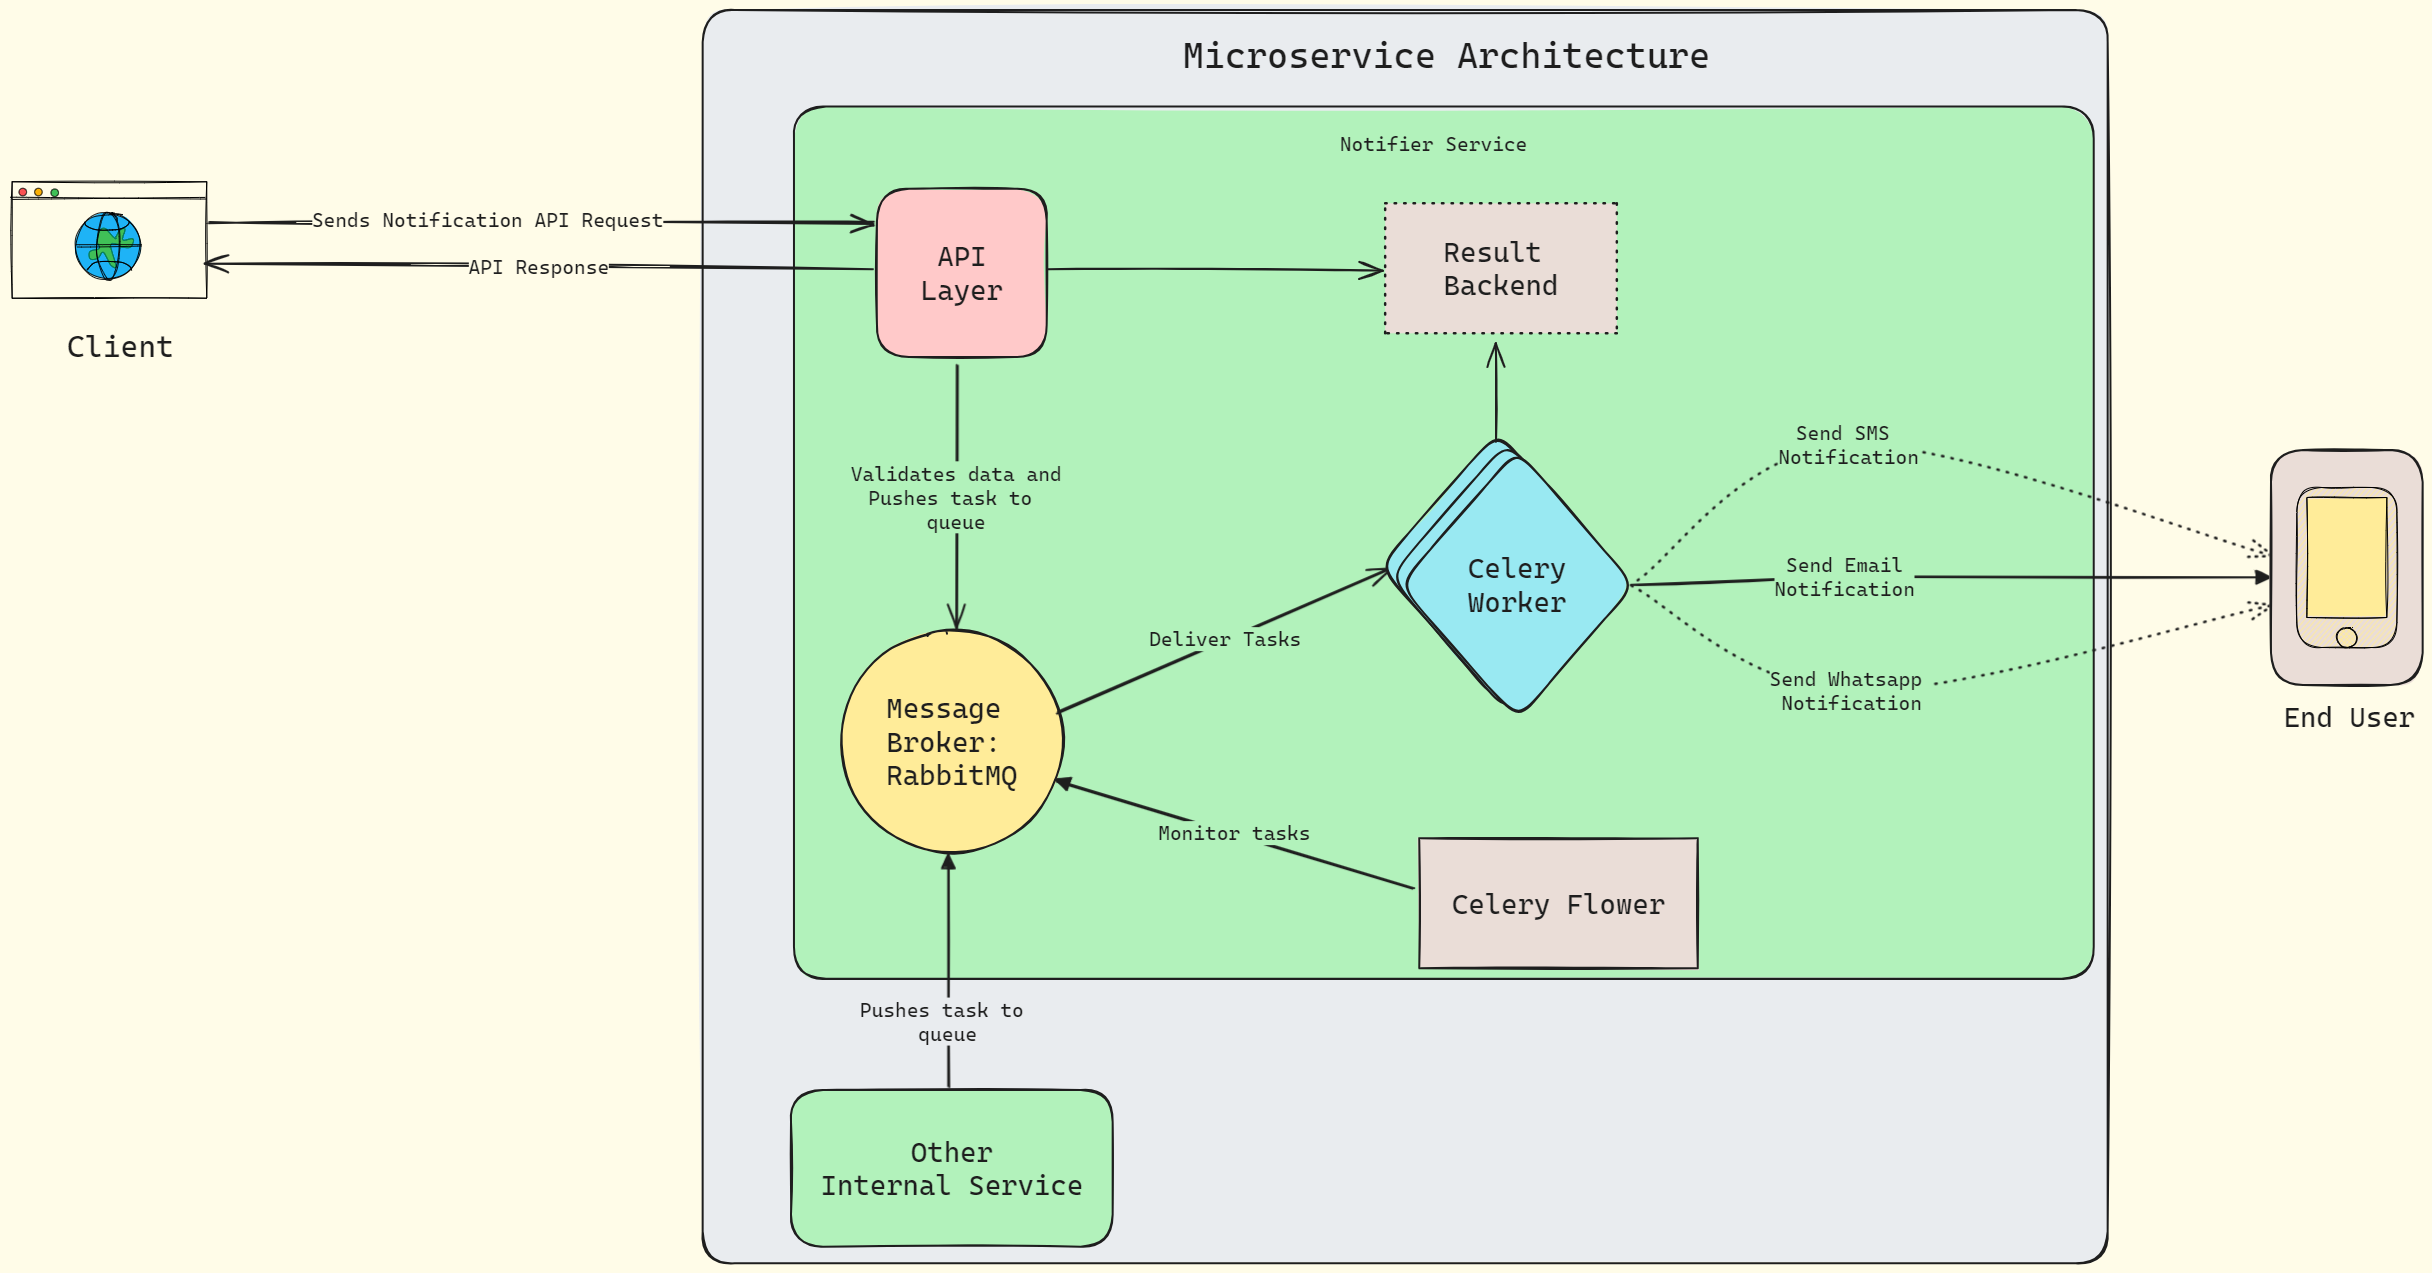 Microservice Architecture
Notifier Service
Sends Notification API Request
API Response
Client
API
Layer
Result
Backend
Validates data and
Pushes task to
queue
Send SMS
Notification
Send Email
Notification
Send Whatsapp
Notification
Celery
Worker
Deliver Tasks
Message
Broker:
RabbitMQ
End User
Monitor tasks
Celery Flower
Pushes task to
queue
Other
Internal Service